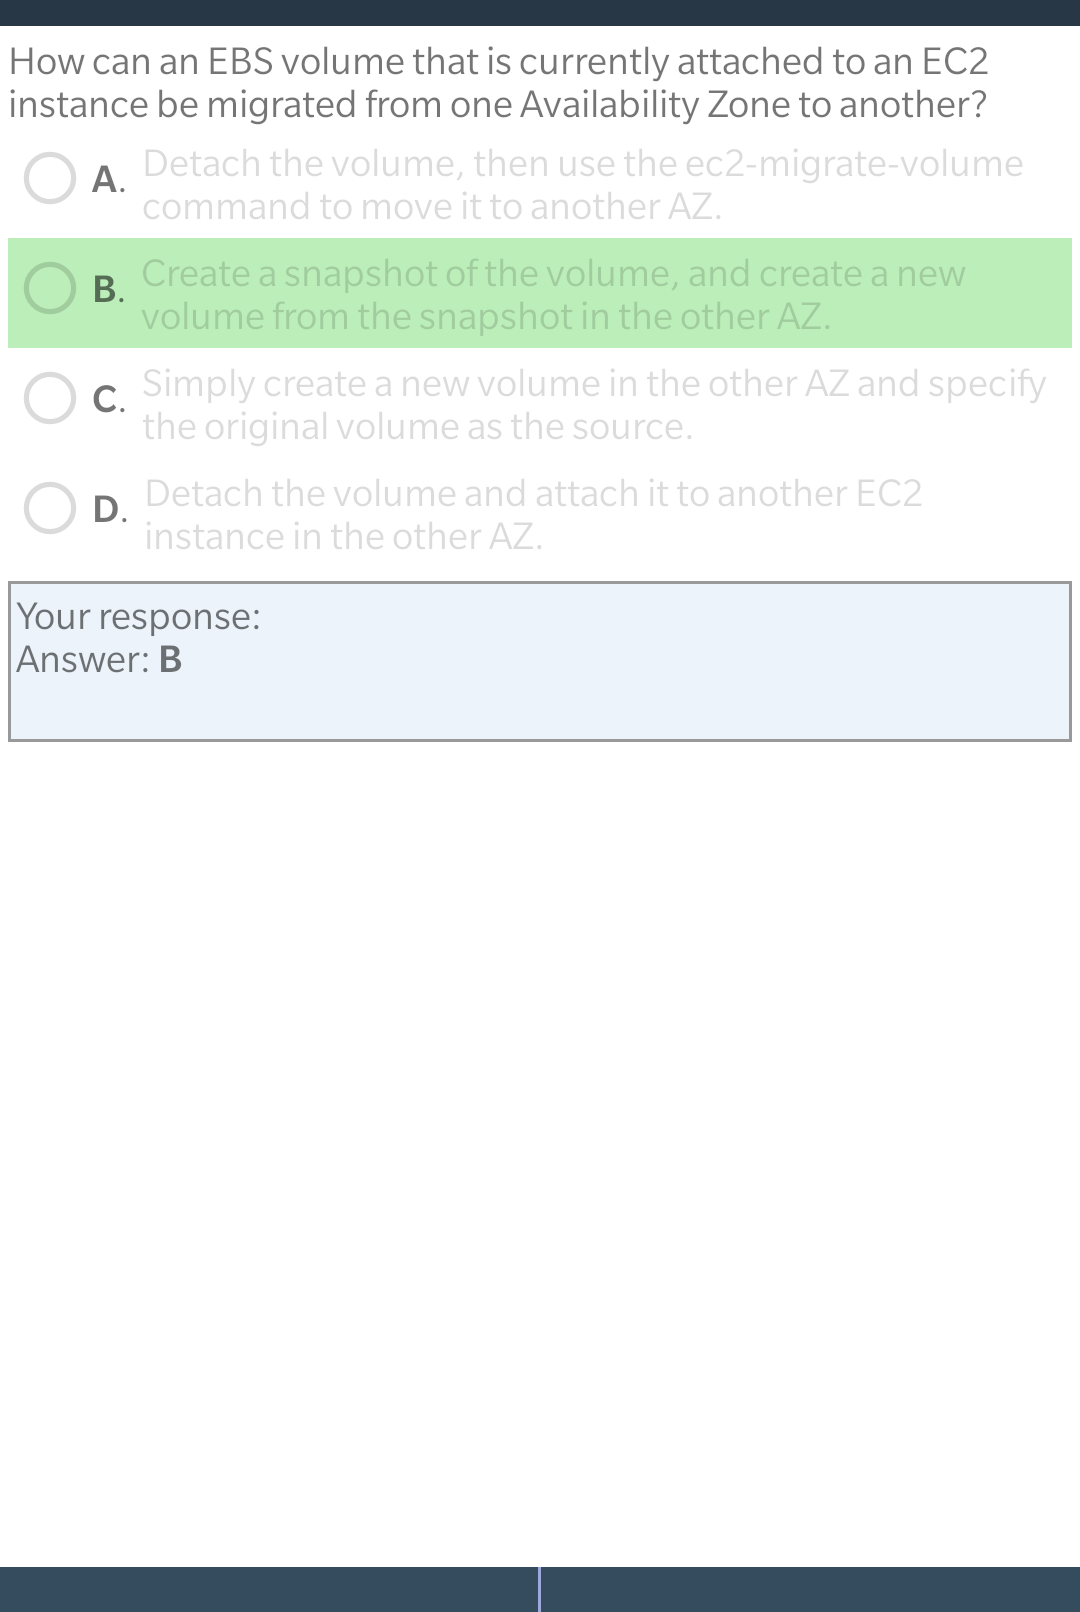 How can an EBS volume that is currently attached to an EC2
instance be migrated from one Availability Zone to another?
A. Detach the volume, then use the ec2-migrate-volume
command to move it to another AZ.
B. Create a snapshot of the volume, and create a new
volume from the snapshot in the other AZ.
C. Simply create a new volume in the other AZ and specify
the original volume as the source.
D. Detach the volume and attach it to another EC2
instance in the other AZ.
Your response:
Answer: B